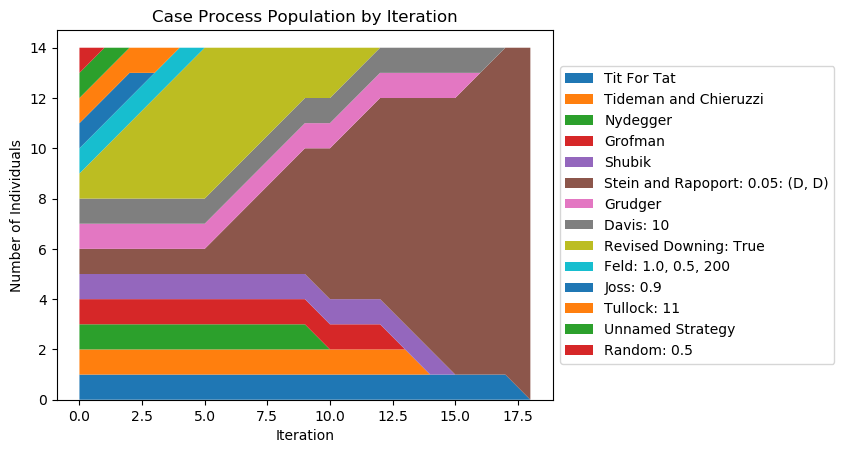 Case Process Population by Iteration
Number of Individuals
14
12
10
8
6
4
2
0
0.0
2.5
5.0
7.5
10.0
12.5
15.0
17.5
Iteration
Tit For Tat
Tideman and Chieruzzi
Nydegger
Grofman
Shubik
Stein and Rapoport: 0.05: (D, D)
Grudger
Davis: 10
Revised Downing: True
Feld: 1.0, 0.5, 200
Joss: 0.9
Tullock: 11
Unnamed Strategy
Random: 0.5